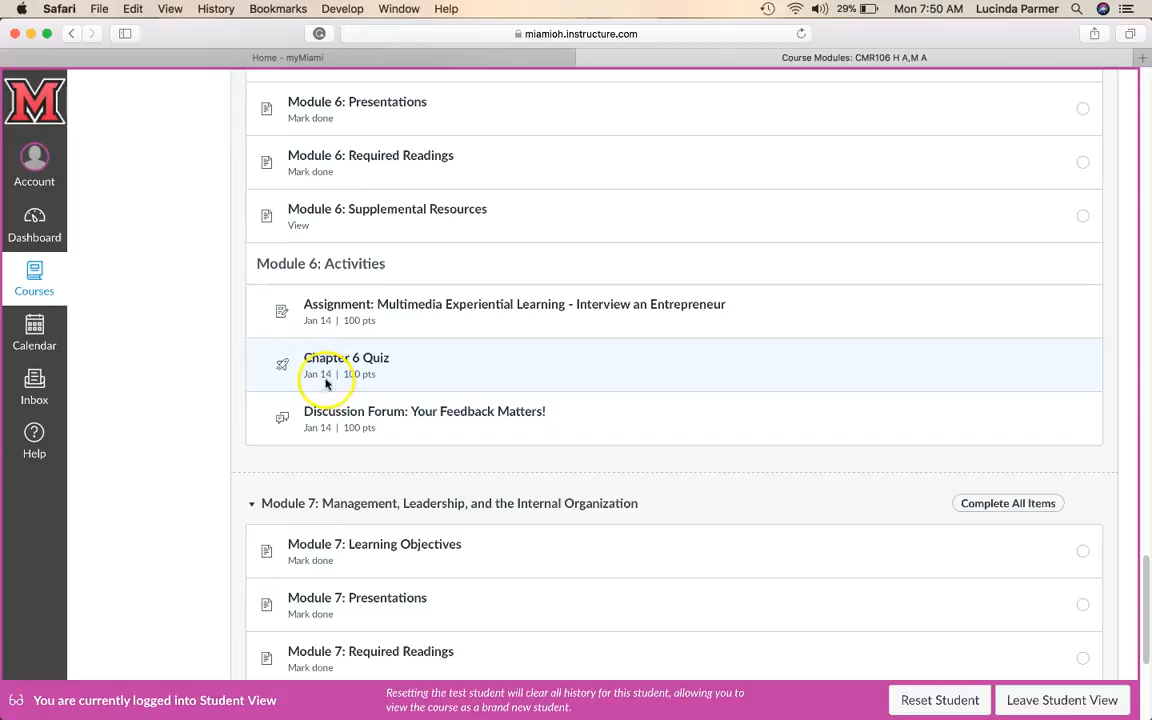 Safari File Edit View History Bookmarks Develop Window Help 29% Mon 7:50 AM Lucinda Parmer
miamioh.instructure.com
Home - myMiami Course Modules: CMR106 H A,M A
M
Account
Dashboard
Courses
Calendar
Inbox
Help
Module 6: Presentations
Mark done
Module 6: Required Readings
Mark done
Module 6: Supplemental Resources
View
Module 6: Activities
Assignment: Multimedia Experiential Learning - Interview an Entrepreneur
Jan 14 | 100 pts
Chapter 6 Quiz
Jan 14 | 100 pts
Discussion Forum: Your Feedback Matters!
Jan 14 | 100 pts
Module 7: Management, Leadership, and the Internal Organization Complete All Items
Module 7: Learning Objectives
Mark done
Module 7: Presentations
Mark done
Module 7: Required Readings
Mark done
You are currently logged into Student View
Resetting the test student will clear all history for this student, allowing you to
view the course as a brand new student.
Reset Student Leave Student View